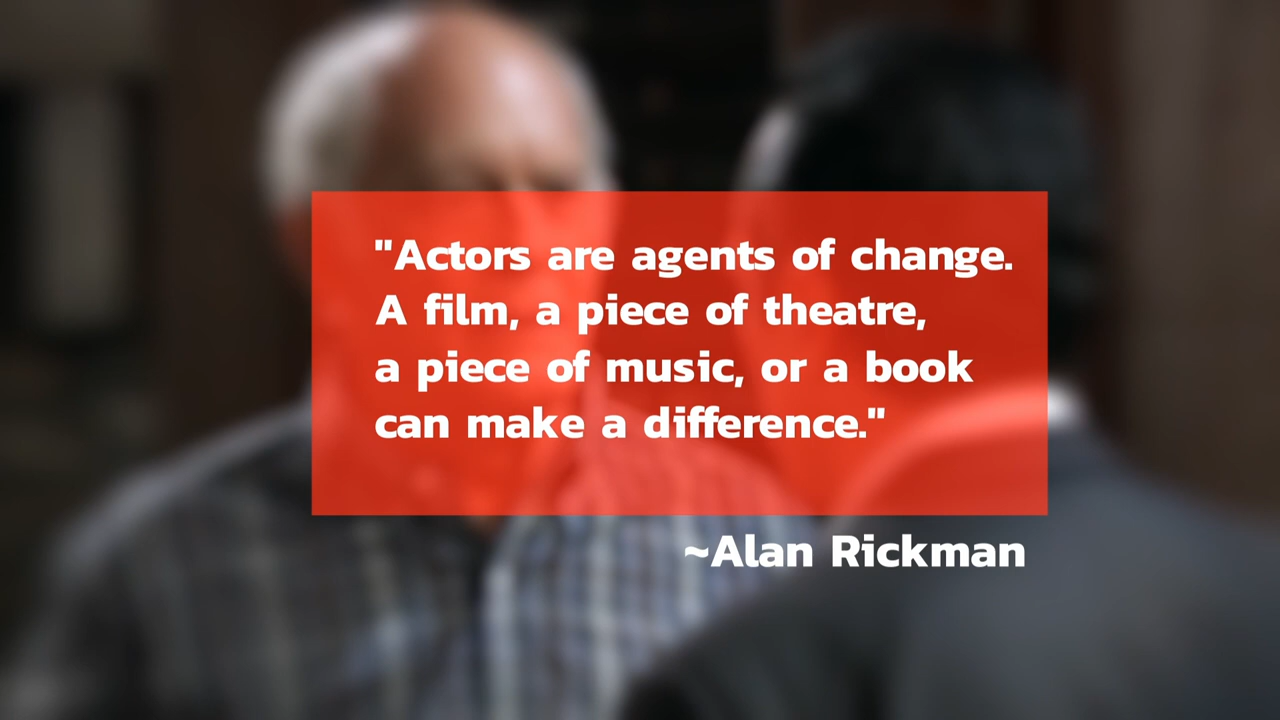 "Actors are agents of change.
A film, a piece of theatre,
a piece of music, or a book
can make a difference."
~Alan Rickman